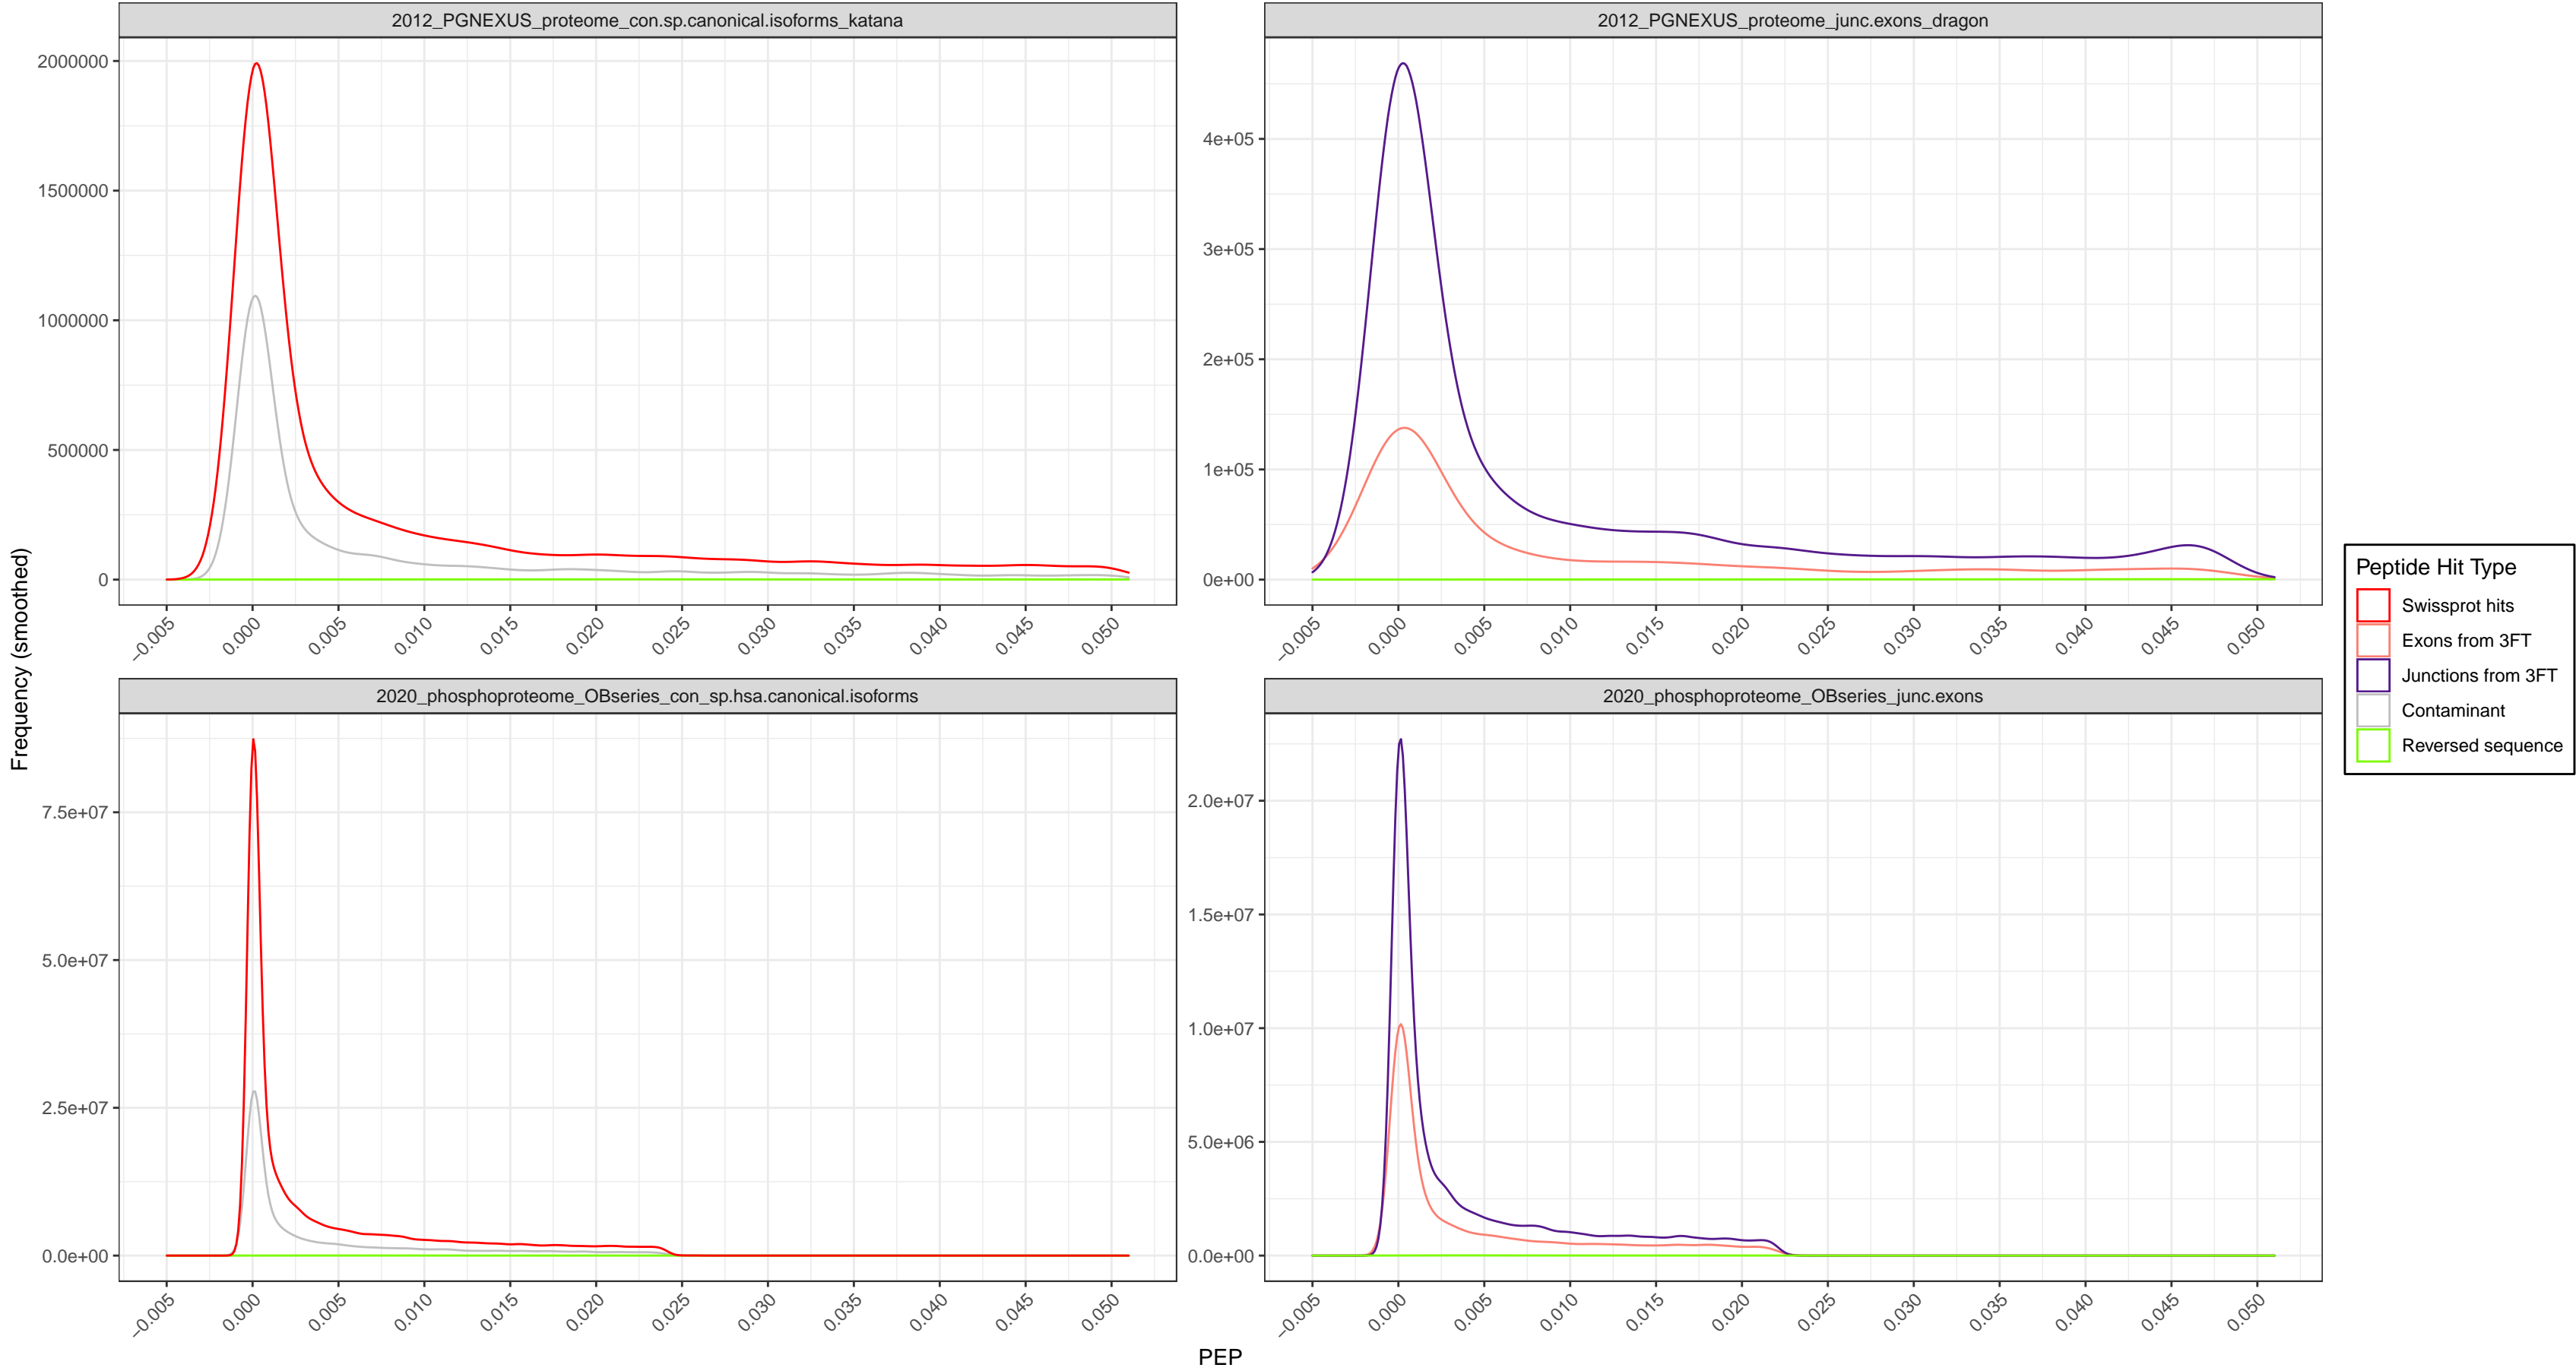 2012_PGNEXUS_proteome_con.sp.canonical.isoforms_katana
2000000
1500000
1000000
500000
0
−0.005 0.000 0.005 0.010 0.015 0.020 0.025 0.030 0.035 0.040 0.045 0.050
2012_PGNEXUS_proteome_junc.exons_dragon
4e+05
3e+05
2e+05
1e+05
0e+00
−0.005 0.000 0.005 0.010 0.015 0.020 0.025 0.030 0.035 0.040 0.045 0.050
2020_phosphoproteome_OBseries_con_sp.hsa.canonical.isoforms
7.5e+07
5.0e+07
2.5e+07
0.0e+00
−0.005 0.000 0.005 0.010 0.015 0.020 0.025 0.030 0.035 0.040 0.045 0.050
2020_phosphoproteome_OBseries_junc.exons
2.0e+07
1.5e+07
1.0e+07
5.0e+06
0.0e+00
−0.005 0.000 0.005 0.010 0.015 0.020 0.025 0.030 0.035 0.040 0.045 0.050
Frequency (smoothed)
PEP
Peptide Hit Type
Swissprot hits
Exons from 3FT
Junctions from 3FT
Contaminant
Reversed sequence